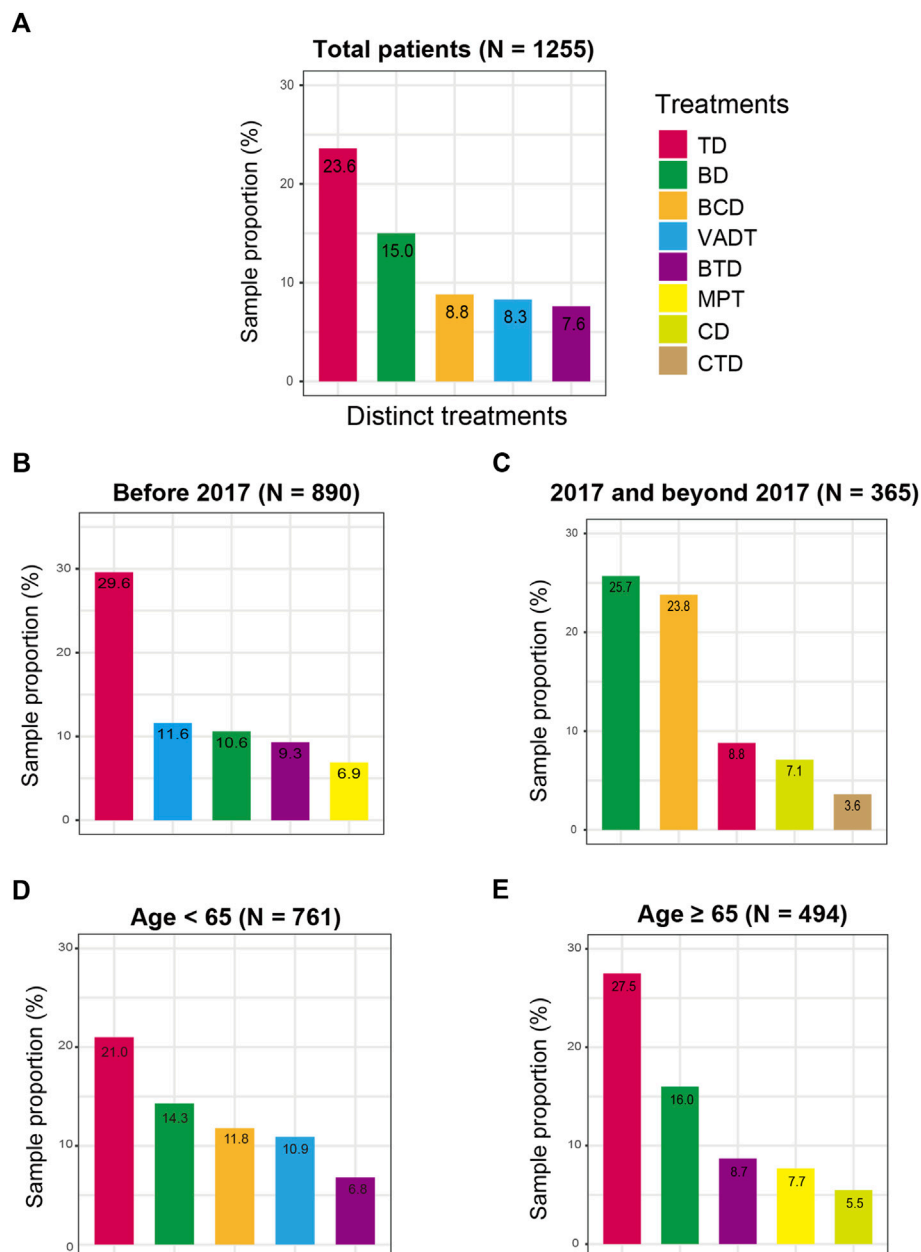 A
Total patients (N = 1255)
30
20
10
0
Sample proportion (%)
23.6
15.0
8.8
8.3
7.6
Distinct treatments
Treatments
TD
BD
BCD
VADT
BTD
MPT
CD
CTD
B
Before 2017 (N = 890)
30
20
10
0
Sample proportion (%)
29.6
11.6
10.6
9.3
6.9
C
2017 and beyond 2017 (N = 365)
30
20
10
0
Sample proportion (%)
25.7
23.8
8.8
7.1
3.6
D
Age < 65 (N = 761)
30
20
10
0
Sample proportion (%)
21.0
14.3
11.8
10.9
6.8
E
Age ≥ 65 (N = 494)
30
20
10
0
Sample proportion (%)
27.5
16.0
8.7
7.7
5.5